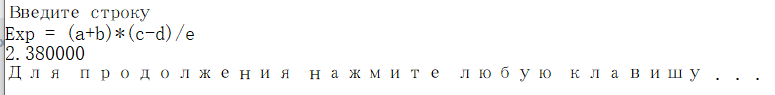 Введите строку
Exp = (a+b)*(c-d)/e
2.380000
Для продолжения нажмите любую клавишу . . .